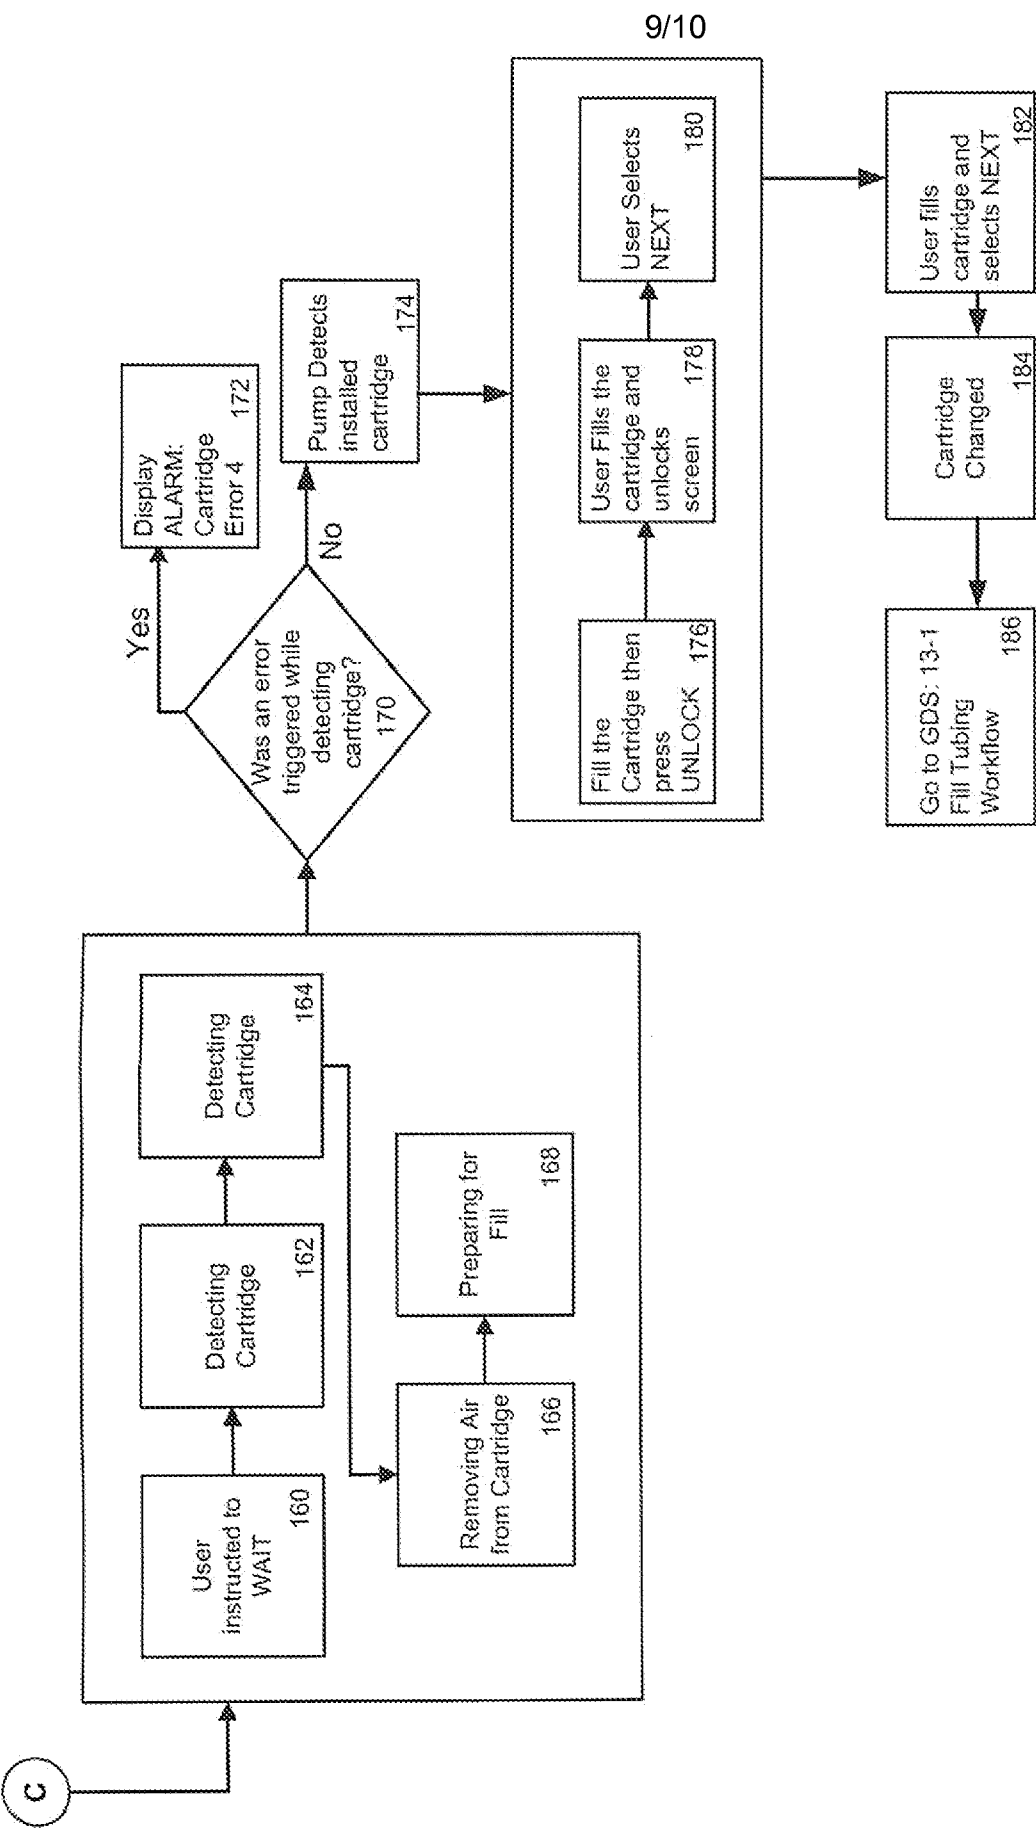 9/10
C
User
instructed to
WAIT
160
Detecting
Cartridge
162
Detecting
Cartridge
164
Removing Air
from Cartridge
166
Preparing for
Fill
168
Was an error
triggered while
detecting
cartridge?
170
Yes
No
Display
ALARM:
Cartridge
Error 4
172
Pump Detects
installed
cartridge
174
Fill the
Cartridge then
press
UNLOCK
176
User Fills the
cartridge and
unlocks
screen
178
User Selects
NEXT
180
User fills
cartridge and
selects NEXT
182
Cartridge
Changed
184
Go to GDS: 13-1
Fill Tubing
Workflow
186